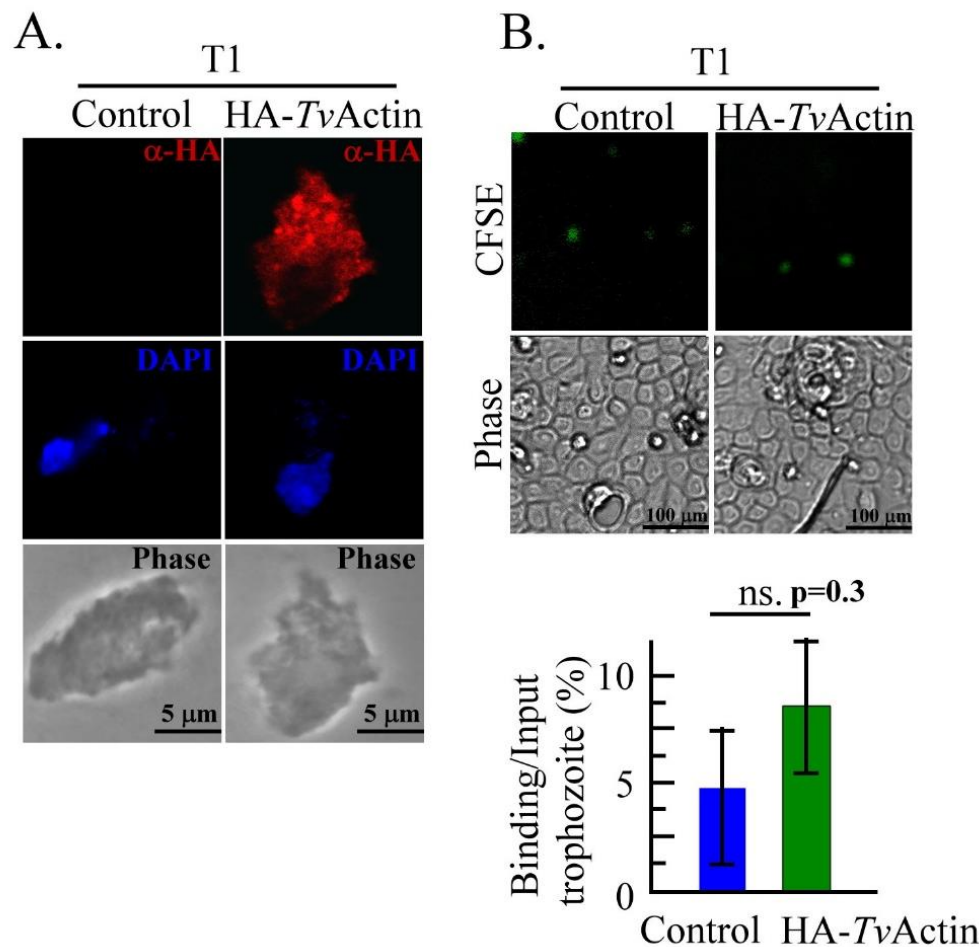 A.
T1
Control HA-TvActin
α-HA α-HA
DAPI DAPI
Phase Phase
5 μm 5 μm
B.
T1
Control HA-TvActin
CFSE
Phase
100 μm 100 μm
ns. p=0.3
Binding/Input
trophozoite (%)
10
5
0
Control HA-TvActin